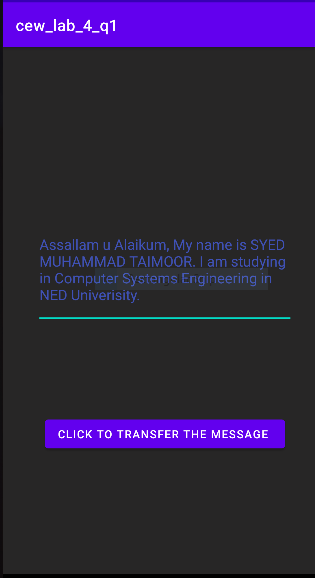 cew_lab_4_q1
Assallam u Alaikum, My name is SYED
MUHAMMAD TAIMOOR. I am studying
in Computer Systems Engineering in
NED Univerisity.
CLICK TO TRANSFER THE MESSAGE